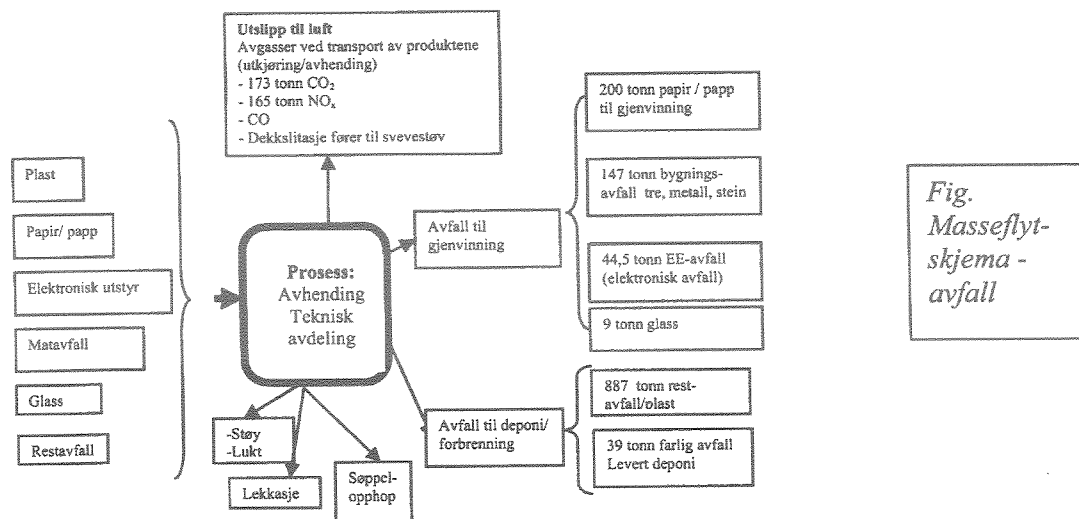 Utslipp til luft
Avgasser ved transport av produktene
(utkjøring/avhending)
- 173 tonn CO₂
- 165 tonn NOₓ
- CO
- Dekkslitasje fører til svevestøv
Plast
Papir/ papp
Elektronisk utstyr
Matavfall
Glass
Restavfall
Prosess:
Avhending
Teknisk
avdeling
-Støy
-Lukt
Lekkasje
Søppel-
opphop
Avfall til
gjenvinning
200 tonn papir / papp
til gjenvinning
147 tonn bygnings-
avfall tre, metall, stein
44,5 tonn EE-avfall
(elektronisk avfall)
9 tonn glass
Avfall til deponi/
forbrenning
887 tonn rest-
avfall/plast
39 tonn farlig avfall
Levert deponi
Fig.
Masseflyt-
skjema -
avfall